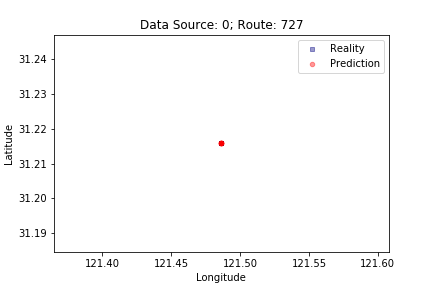 Data Source: 0; Route: 727
Reality
Prediction
31.24
31.23
31.22
31.21
31.20
31.19
Latitude
121.40 121.45 121.50 121.55 121.60
Longitude